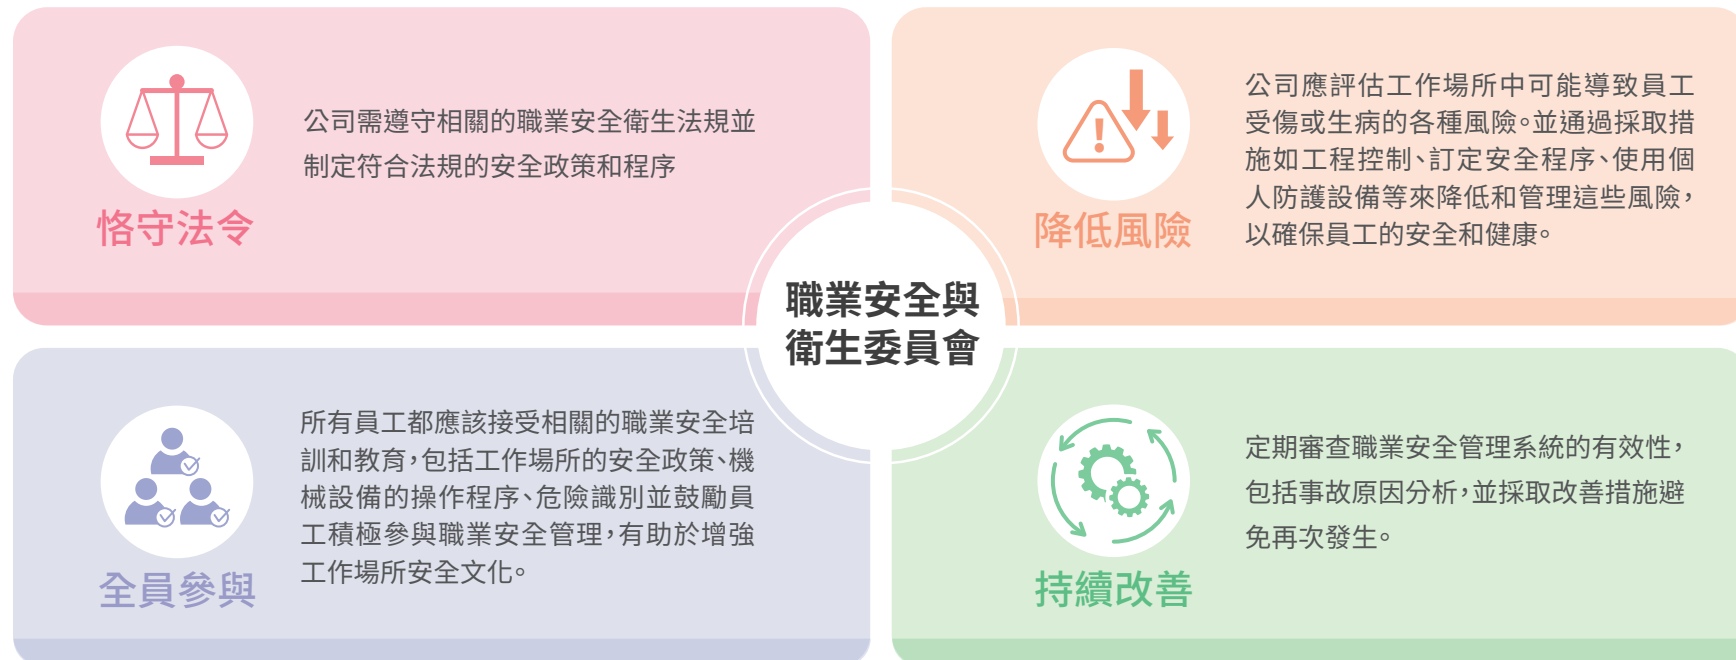 恪守法令
公司需遵守相關的職業安全衛生法規並
制定符合法規的安全政策和程序
降低風險
公司應評估工作場所中可能導致員工
受傷或生病的各種風險。並通過採取措
施如工程控制、訂定安全程序、使用個
人防護設備等來降低和管理這些風險,
以確保員工的安全和健康。
職業安全與
衛生委員會
全員參與
所有員工都應該接受相關的職業安全培
訓和教育,包括工作場所的安全政策、機
械設備的操作程序、危險識別並鼓勵員
工積極參與職業安全管理,有助於增強
工作場所安全文化。
持續改善
定期審查職業安全管理系統的有效性,
包括事故原因分析,並採取改善措施避
免再次發生。